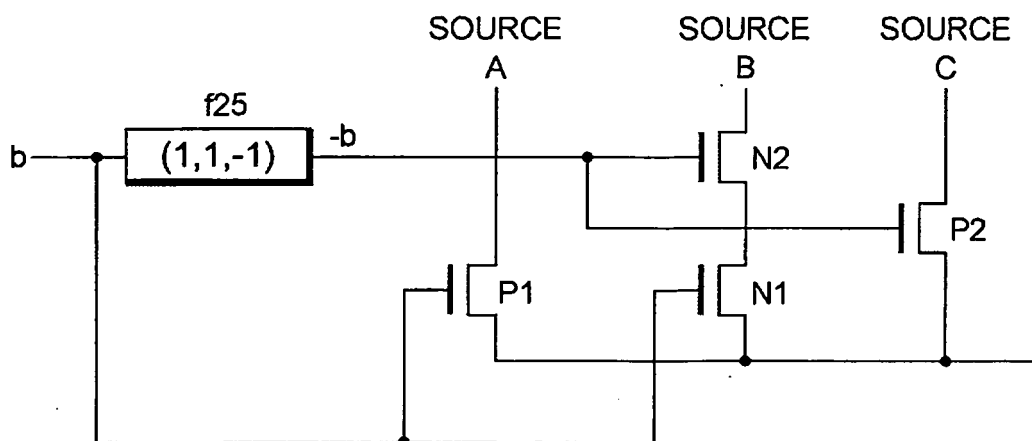 SOURCE
A
SOURCE
B
SOURCE
C
f25
b
(1,1,-1)
-b
N2
P2
P1
N1